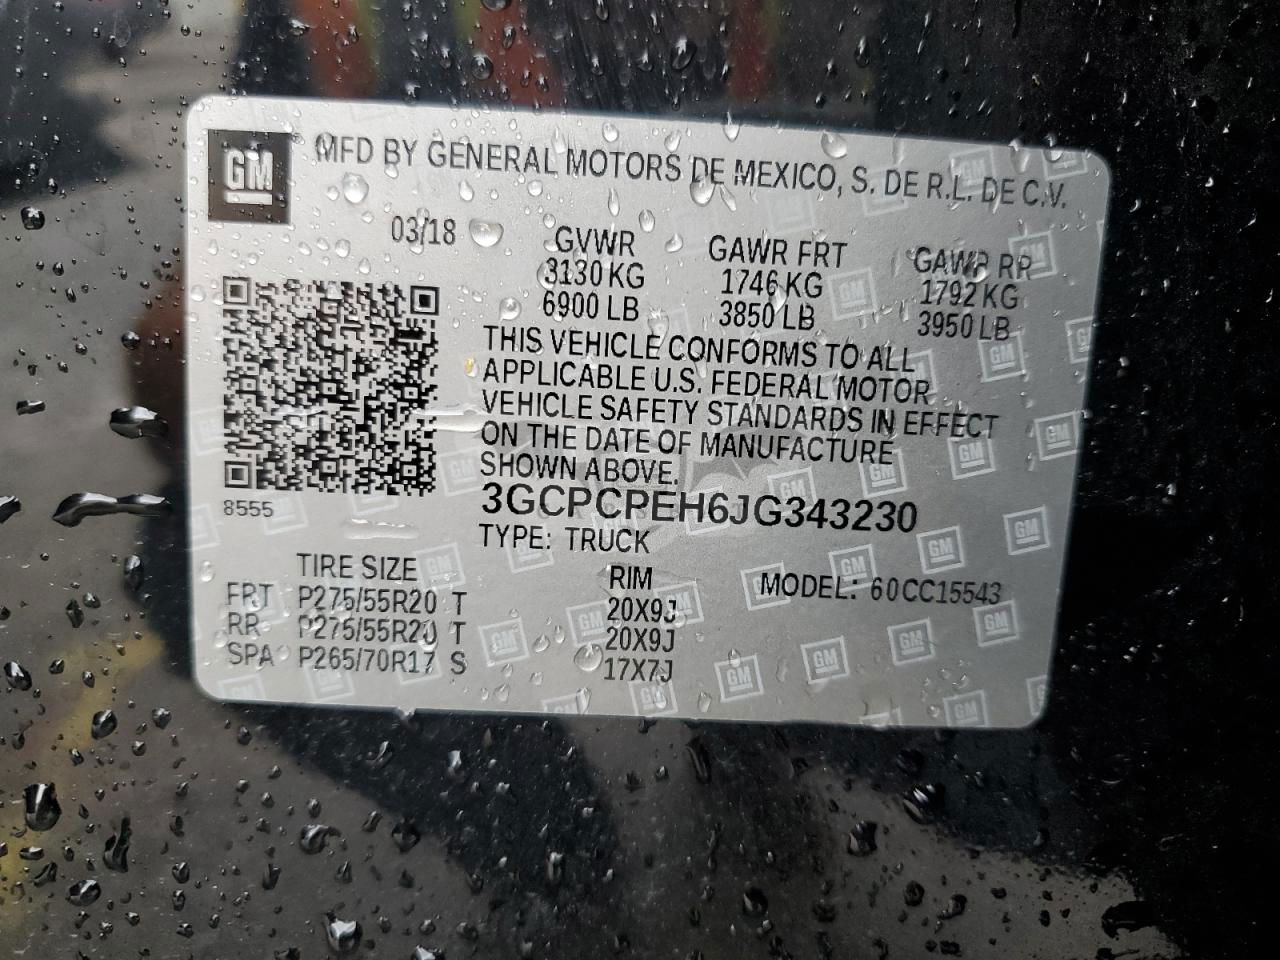 GM MFD BY GENERAL MOTORS DE MEXICO, S. DE R.L. DE C.V.
03/18 GVWR GAWR FRT GAWR RR
3130 KG 1746 KG 1792 KG
6900 LB 3850 LB 3950 LB
THIS VEHICLE CONFORMS TO ALL
APPLICABLE U.S. FEDERAL MOTOR
VEHICLE SAFETY STANDARDS IN EFFECT
ON THE DATE OF MANUFACTURE
SHOWN ABOVE.
8555 3GCPCPEH6JG343230
TYPE: TRUCK
TIRE SIZE RIM MODEL: 60CC15543
FRT P275/55R20 T 20X9J
RR P275/55R20 T 20X9J
SPA P265/70R17 S 17X7J